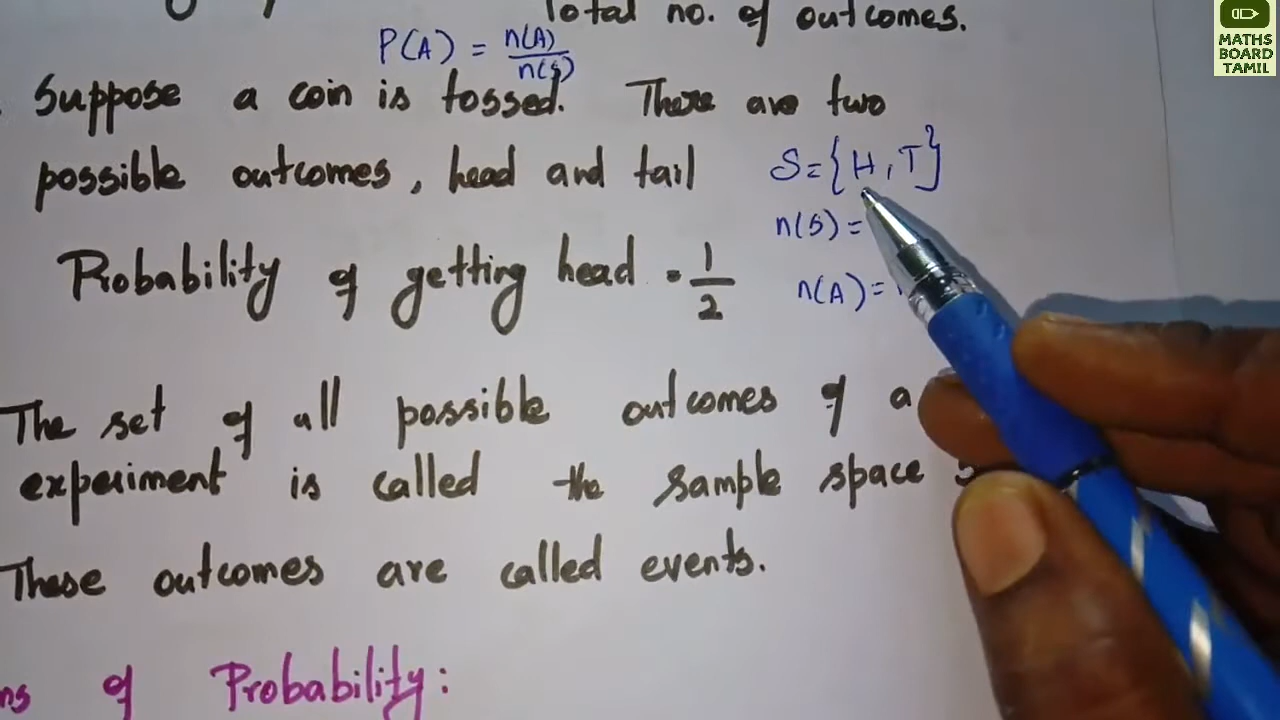 Total no. of outcomes.
P(A) = n(A)/n(S)
MATHS
BOARD
TAMIL
Suppose a coin is tossed. There are two
possible outcomes, head and tail
S = {H, T}
n(S) =
Probability of getting head = 1/2
n(A) =
The set of all possible outcomes of a
experiment is called the sample space
These outcomes are called events.
of Probability: